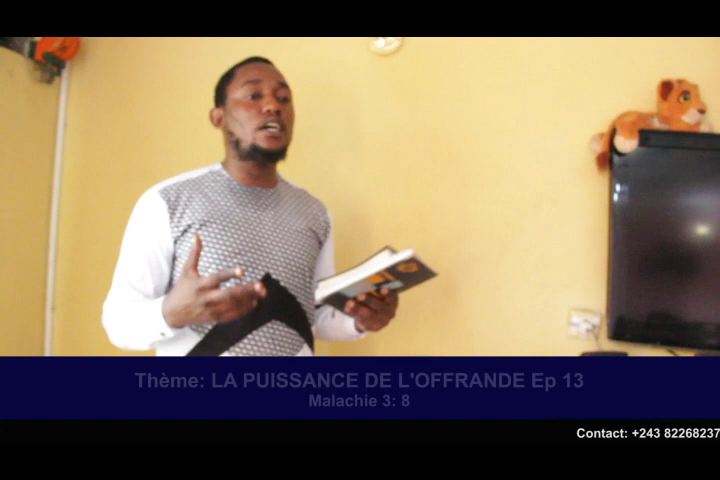 Thème: LA PUISSANCE DE L'OFFRANDE Ep 13
Malachie 3: 8
Contact: +243 82268237